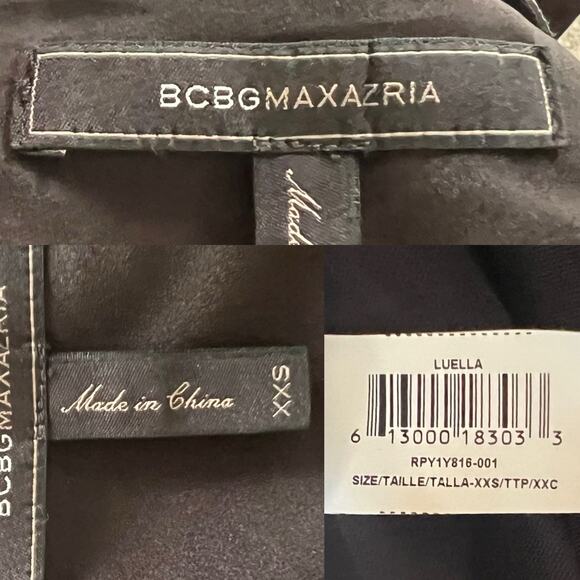 BCBGMAXAZRIA
Made
BCBGMAXAZRIA
Made in China
XXS
LUELLA
6 13000 18303 3
RPY1Y816-001
SIZE/TAILLE/TALLA-XXS/TTP/XXC